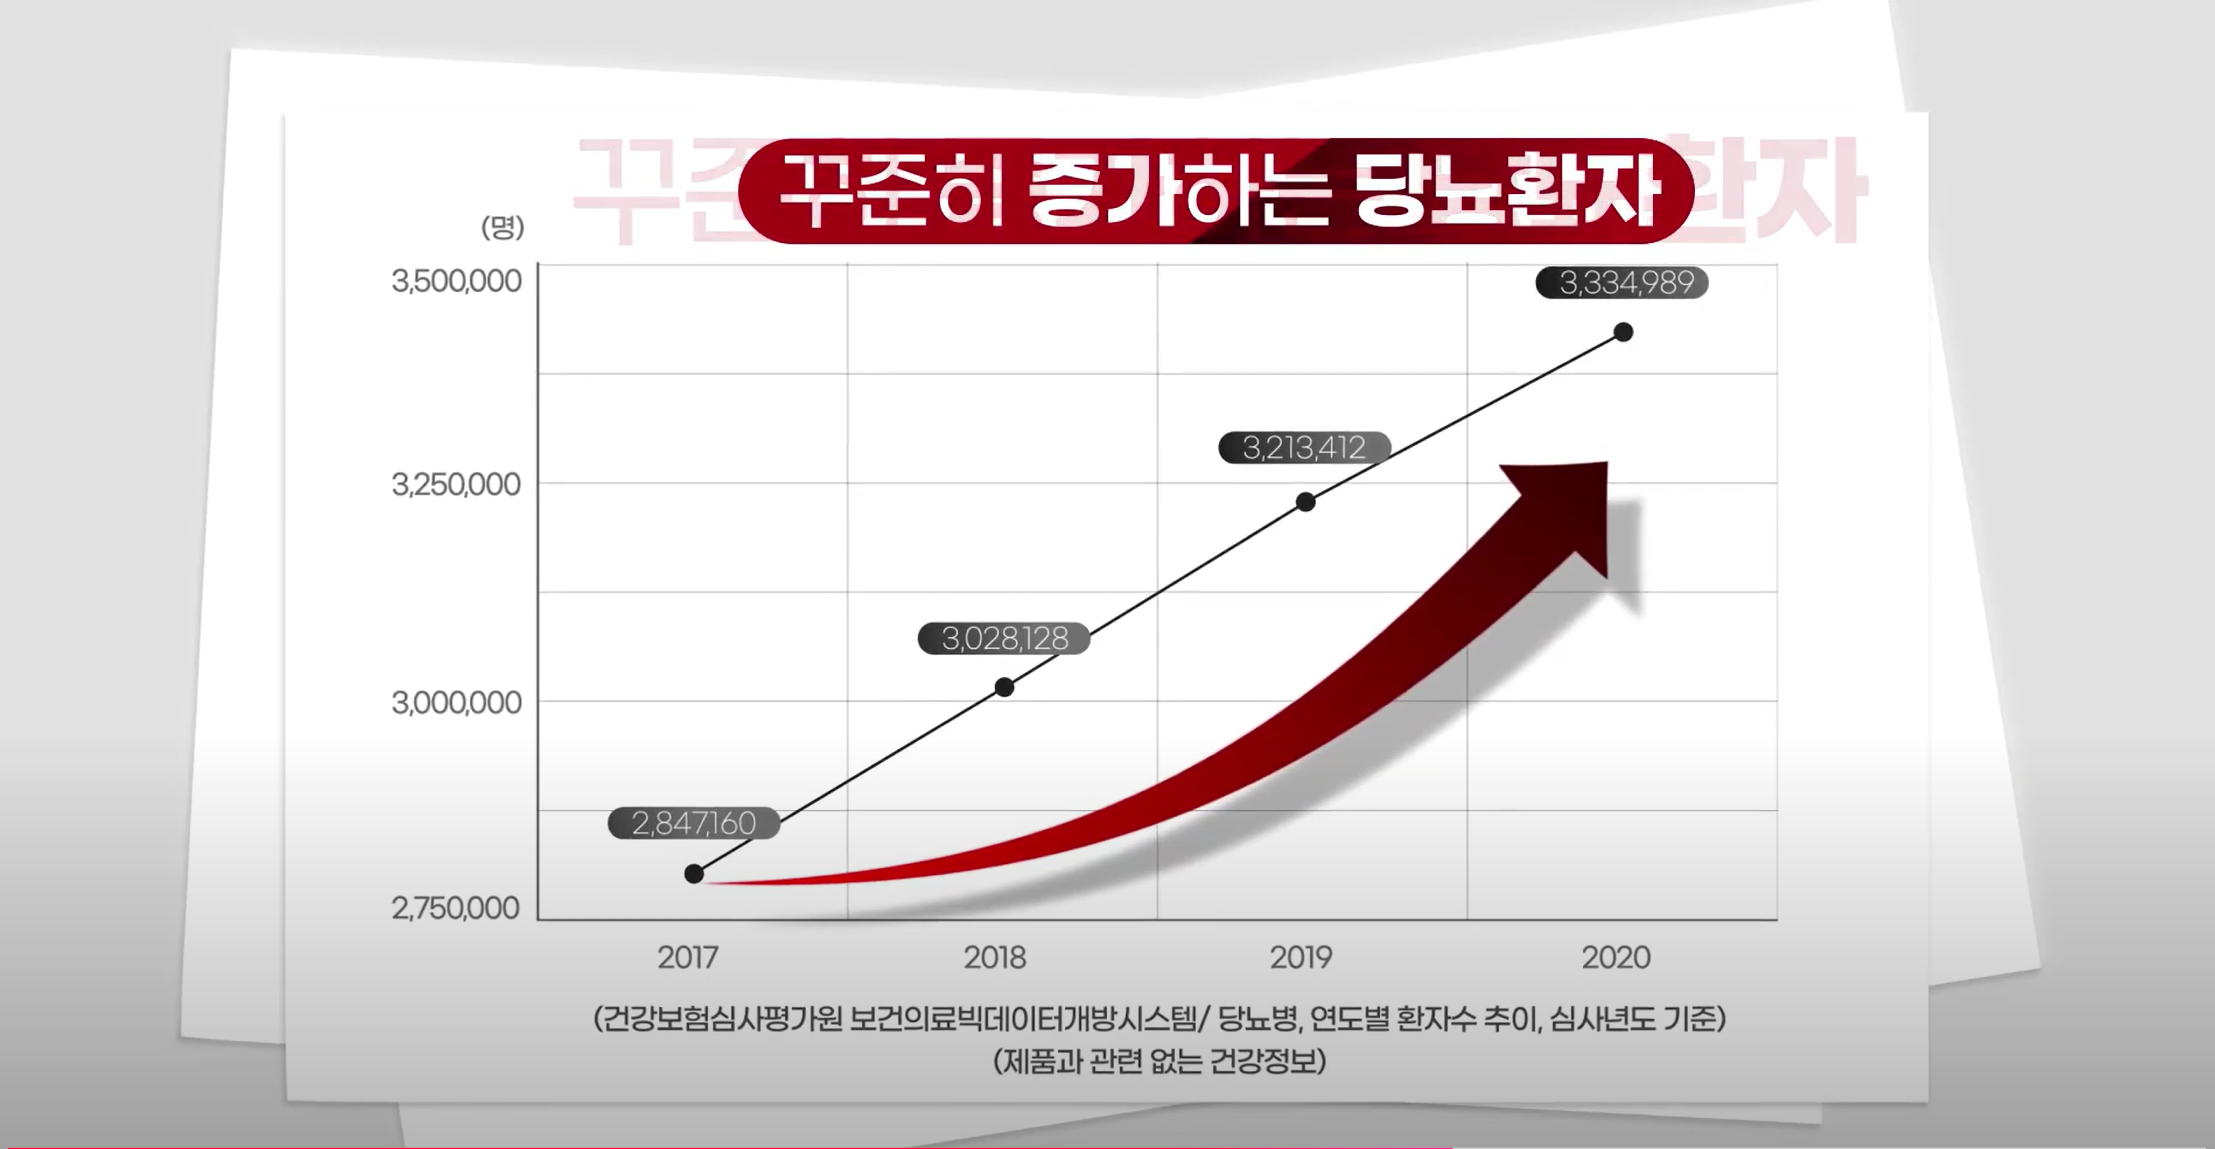 꾸준히 증가하는 당뇨환자
(명)
3,500,000
3,250,000
3,000,000
2,750,000
2,847,160
3,028,128
3,213,412
3,334,989
2017 2018 2019 2020
(건강보험심사평가원 보건의료빅데이터개방시스템/ 당뇨병, 연도별 환자수 추이, 심사년도 기준)
(제품과 관련 없는 건강정보)